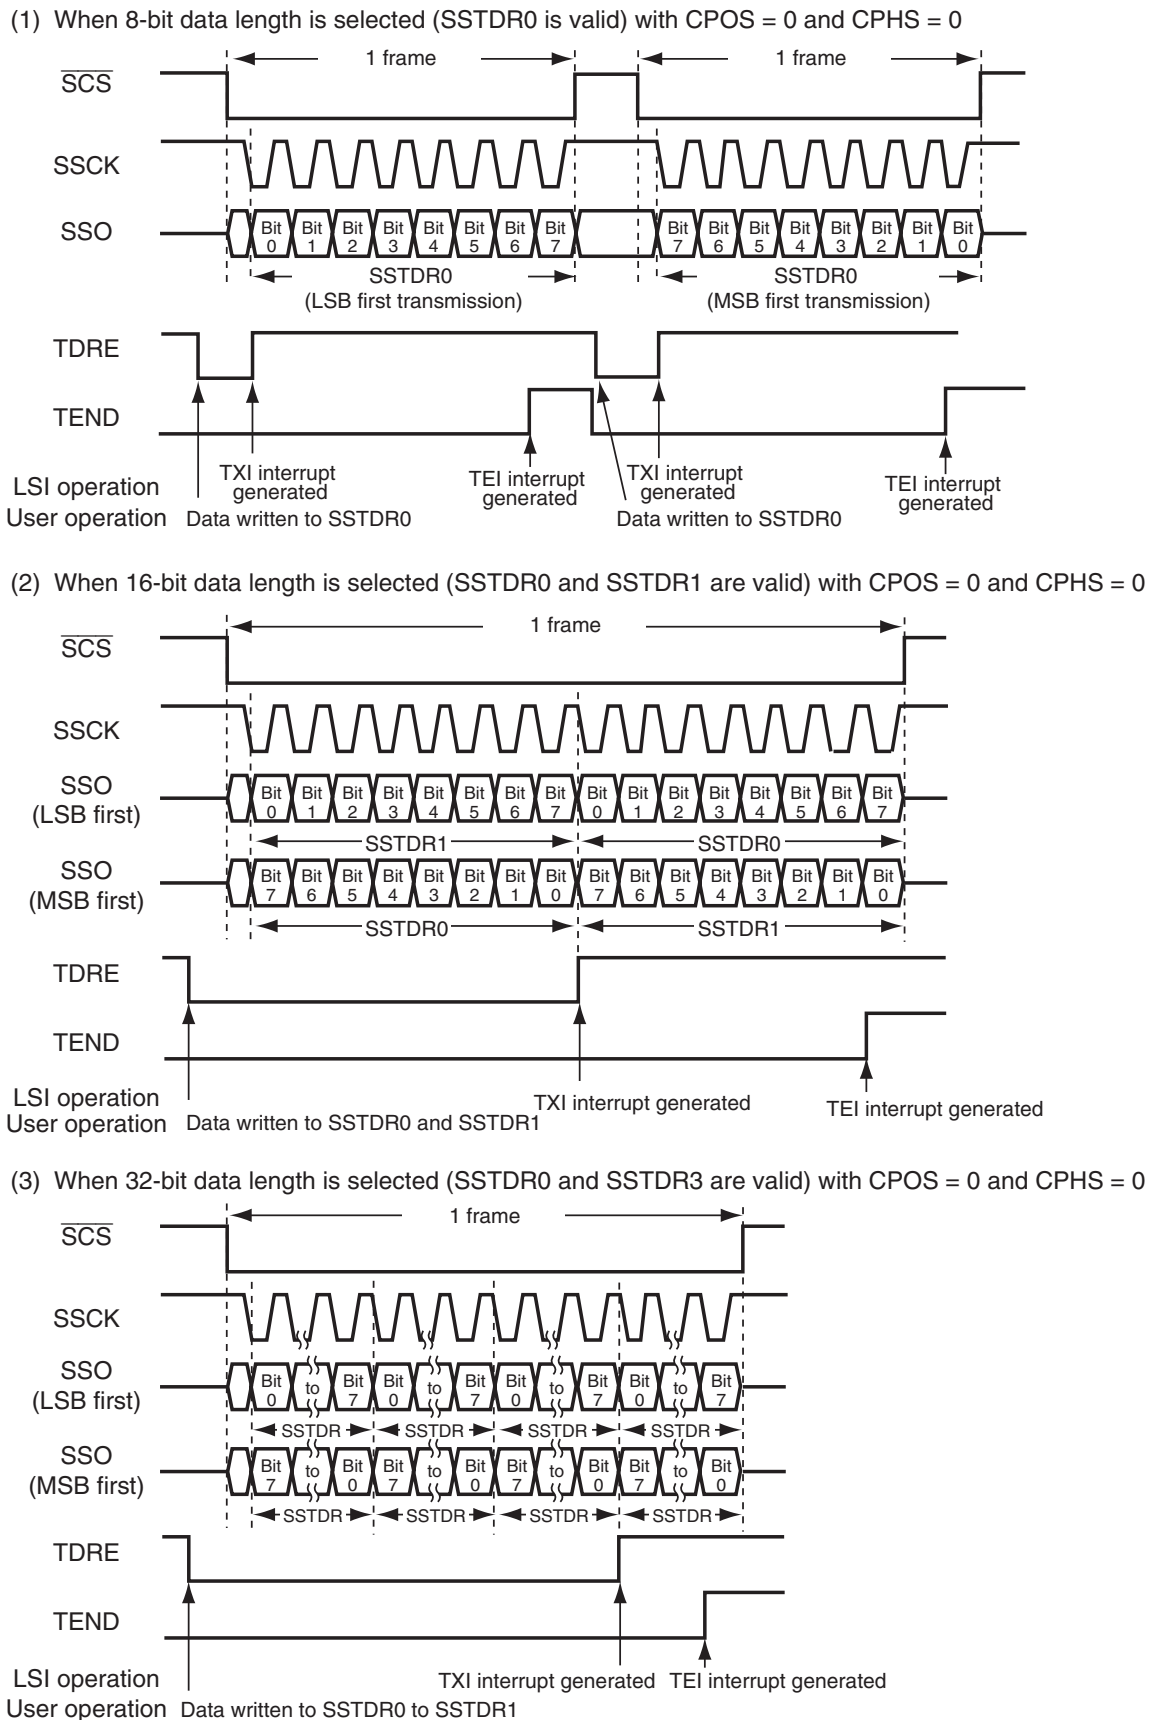 (1) When 8-bit data length is selected (SSTDR0 is valid) with CPOS = 0 and CPHS = 0
1 frame 1 frame
SCS
SSCK
SSO Bit 0 Bit 1 Bit 2 Bit 3 Bit 4 Bit 5 Bit 6 Bit 7 Bit 7 Bit 6 Bit 5 Bit 4 Bit 3 Bit 2 Bit 1 Bit 0
SSTDR0 SSTDR0
(LSB first transmission) (MSB first transmission)
TDRE
TEND
LSI operation TXI interrupt generated TEI interrupt generated TXI interrupt generated TEI interrupt generated
User operation Data written to SSTDR0 Data written to SSTDR0
(2) When 16-bit data length is selected (SSTDR0 and SSTDR1 are valid) with CPOS = 0 and CPHS = 0
1 frame
SCS
SSCK
SSO (LSB first) Bit 0 Bit 1 Bit 2 Bit 3 Bit 4 Bit 5 Bit 6 Bit 7 Bit 0 Bit 1 Bit 2 Bit 3 Bit 4 Bit 5 Bit 6 Bit 7
SSTDR1 SSTDR0
SSO (MSB first) Bit 7 Bit 6 Bit 5 Bit 4 Bit 3 Bit 2 Bit 1 Bit 0 Bit 7 Bit 6 Bit 5 Bit 4 Bit 3 Bit 2 Bit 1 Bit 0
SSTDR0 SSTDR1
TDRE
TEND
LSI operation TXI interrupt generated TEI interrupt generated
User operation Data written to SSTDR0 and SSTDR1
(3) When 32-bit data length is selected (SSTDR0 and SSTDR3 are valid) with CPOS = 0 and CPHS = 0
1 frame
SCS
SSCK
SSO (LSB first) Bit 0 to Bit 7 Bit 0 to Bit 7 Bit 0 to Bit 7 Bit 0 to Bit 7
SSTDR SSTDR SSTDR SSTDR
SSO (MSB first) Bit 7 to Bit 0 Bit 7 to Bit 0 Bit 7 to Bit 0 Bit 7 to Bit 0
SSTDR SSTDR SSTDR SSTDR
TDRE
TEND
LSI operation TXI interrupt generated TEI interrupt generated
User operation Data written to SSTDR0 to SSTDR1